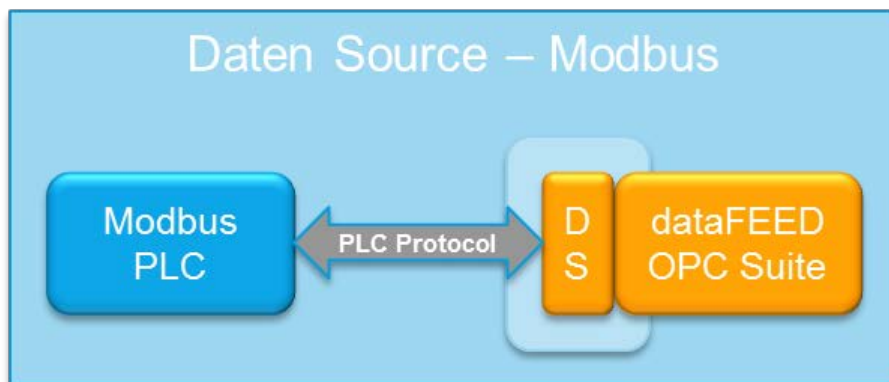 Daten Source – Modbus
Modbus
PLC
PLC Protocol
D
S
dataFEED
OPC Suite